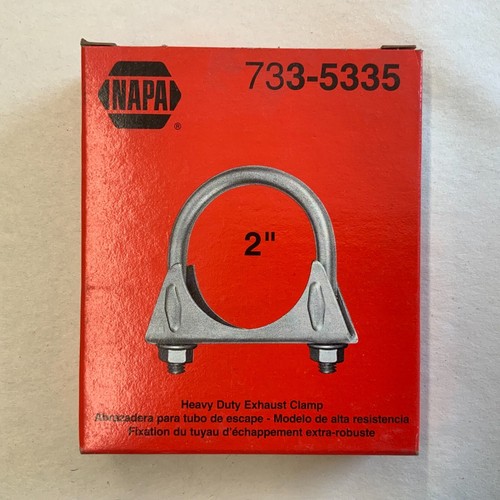 NAPA
®
733-5335
2"
Heavy Duty Exhaust Clamp
Abrazadera para tubo de escape - Modelo de alta resistencia
Fixation du tuyau d'échappement extra-robuste